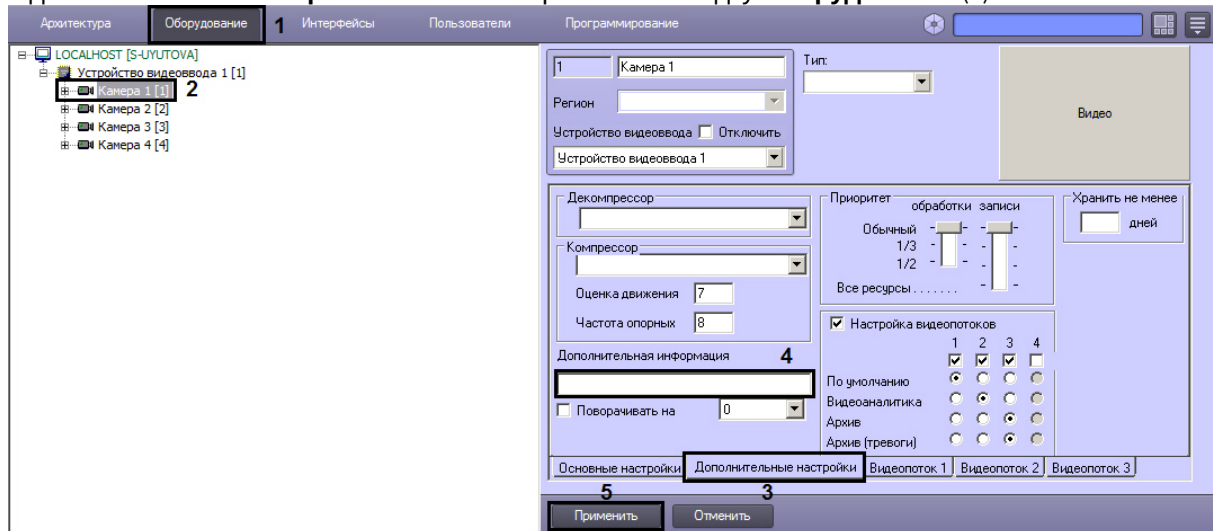 Архитектура Оборудование 1 Интерфейсы Пользователи Программирование
LOCALHOST [S-UYUTOVA]
Устройство видеоввода 1 [1]
Камера 1 [1] 2
Камера 2 [2]
Камера 3 [3]
Камера 4 [4]
1 Камера 1
Регион
Устройство видеоввода Отключить
Устройство видеоввода 1
Тип:
Видео
Декомпрессор
Компрессор
Оценка движения 7
Частота опорных 8
Дополнительная информация 4
Поворачивать на 0
Приоритет
обработки записи
Обычный
1/3
1/2
Все ресурсы . . . . . . .
Хранить не менее
дней
Настройка видеопотоков
1 2 3 4
По умолчанию
Видеоаналитика
Архив
Архив (тревоги)
Основные настройки Дополнительные настройки Видеопоток 1 Видеопоток 2 Видеопоток 3
5 3
Применить Отменить